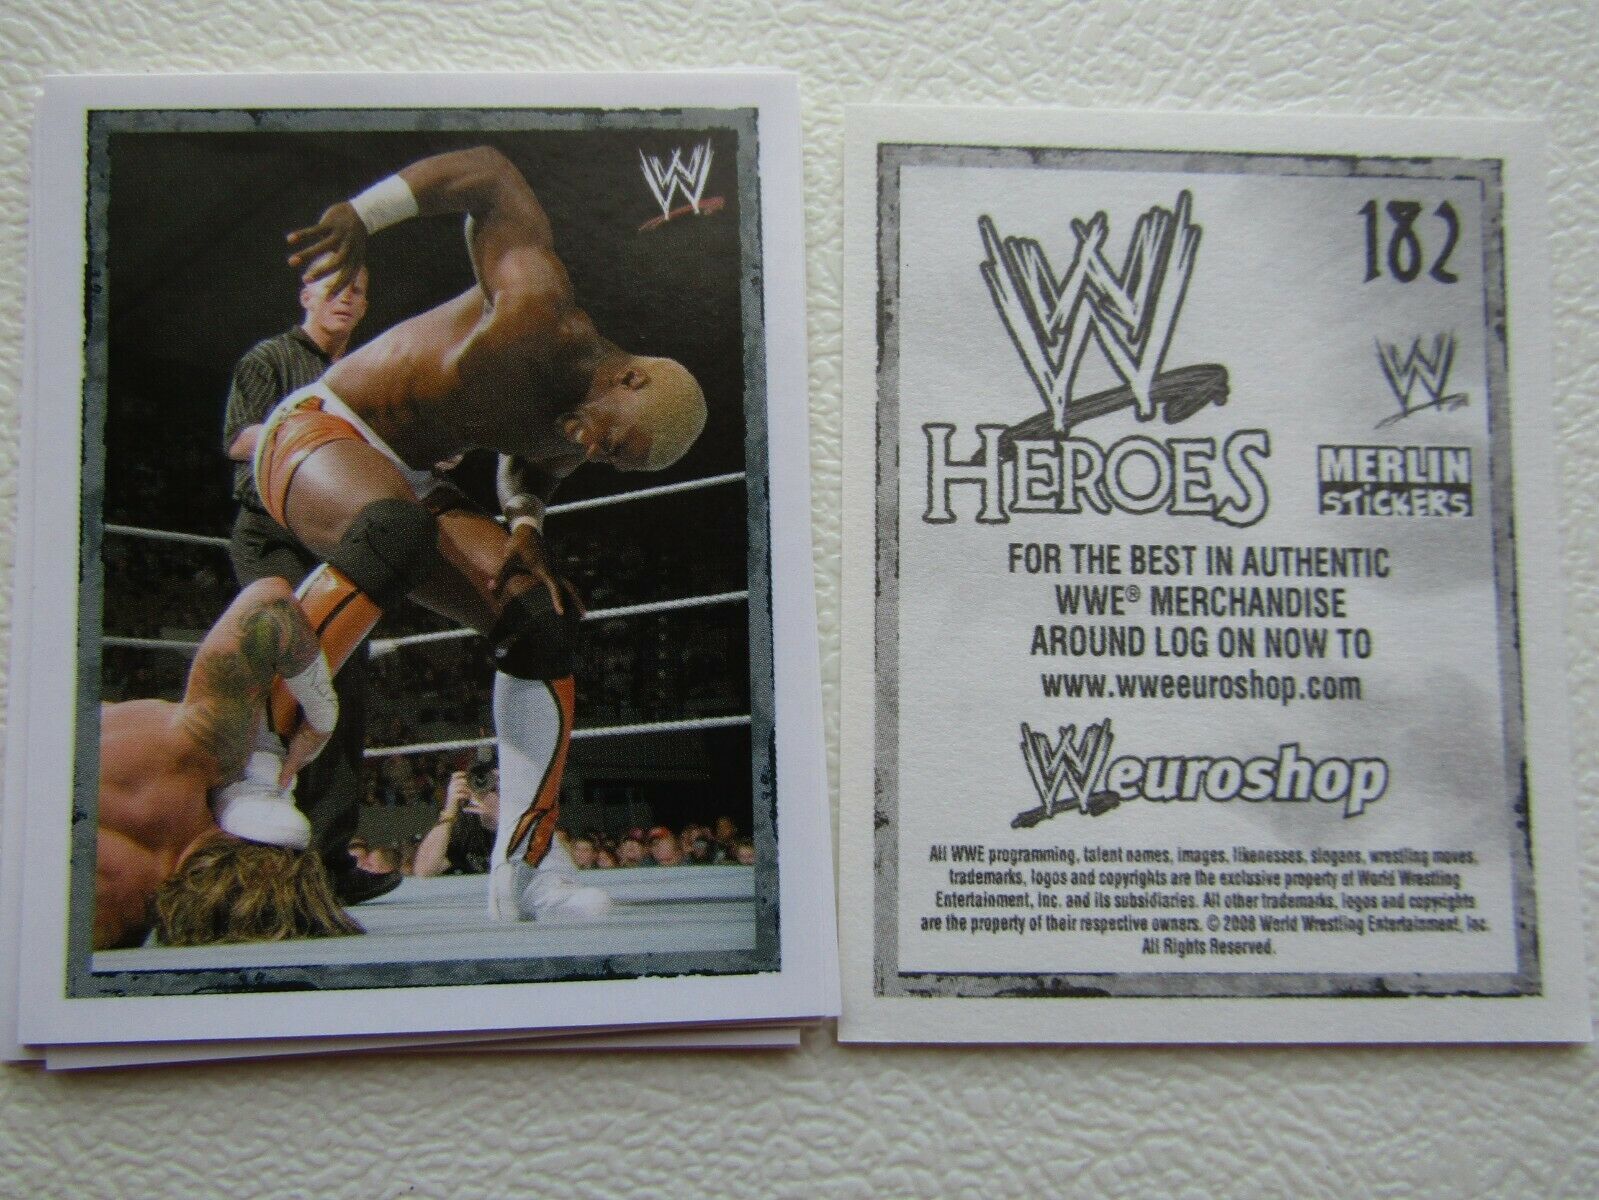 W
182
W
W
HEROES
MERLIN
STICKERS
FOR THE BEST IN AUTHENTIC
WWE® MERCHANDISE
AROUND LOG ON NOW TO
www.wweeuroshop.com
Weuroshop
All WWE programming, talent names, images, likenesses, slogans, wrestling moves,
trademarks, logos and copyrights are the exclusive property of World Wrestling
Entertainment, Inc. and its subsidiaries. All other trademarks, logos and copyrights
are the property of their respective owners. © 2008 World Wrestling Entertainment, Inc.
All Rights Reserved.